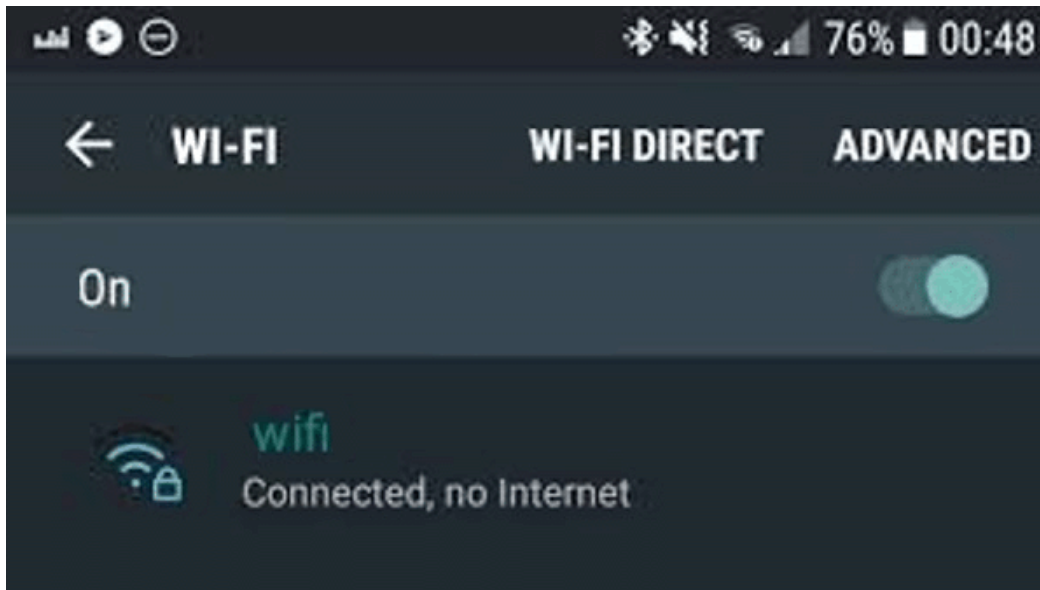 76% 00:48
WI-FI WI-FI DIRECT ADVANCED
On
wifi
Connected, no Internet